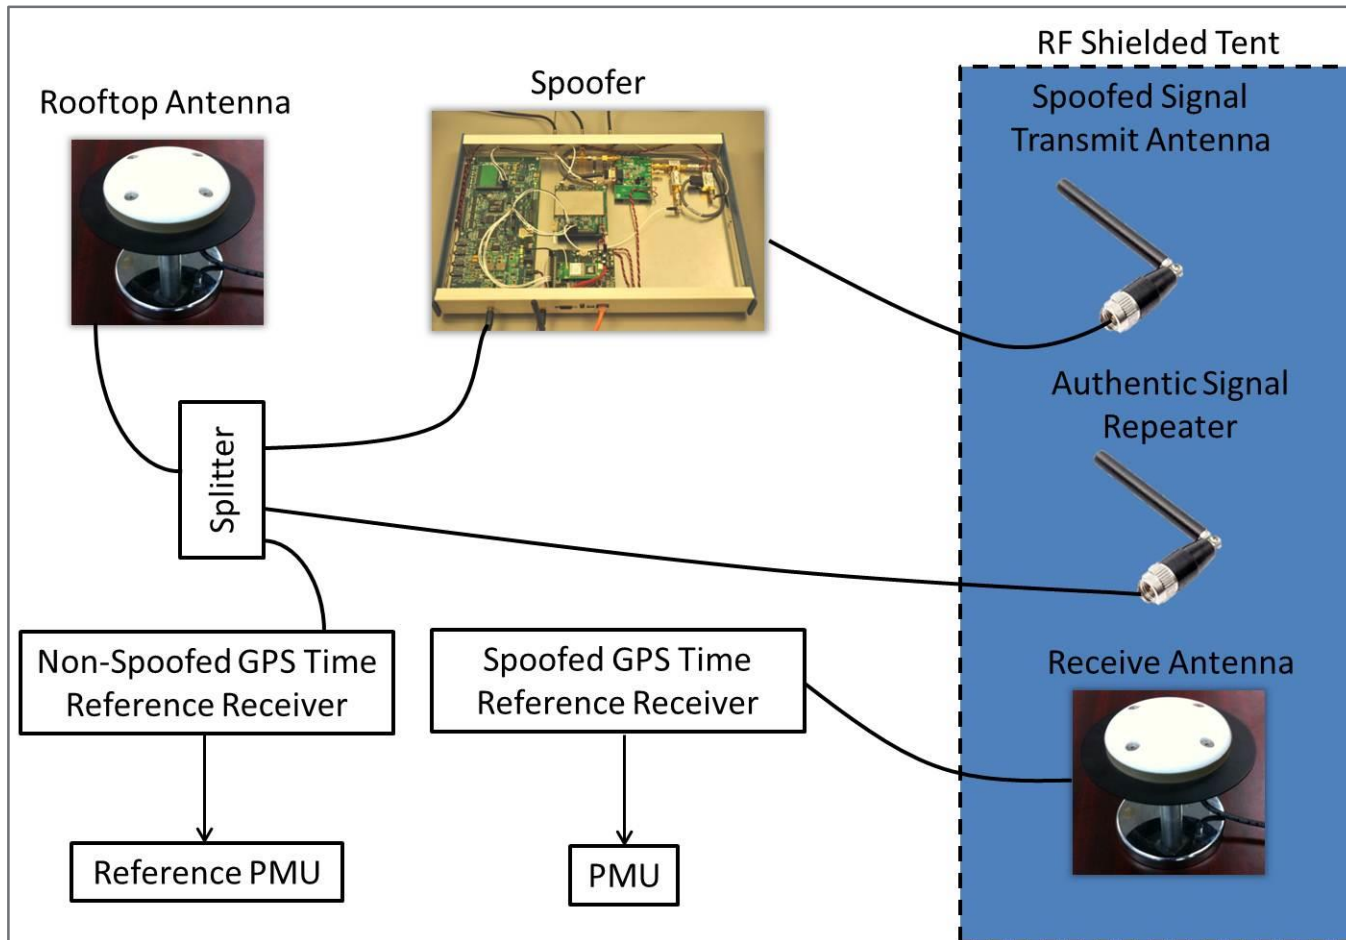 RF Shielded Tent
Rooftop Antenna
Spoofer
Spoofed Signal
Transmit Antenna
Authentic Signal
Repeater
Splitter
Non-Spoofed GPS Time
Reference Receiver
Spoofed GPS Time
Reference Receiver
Receive Antenna
Reference PMU
PMU